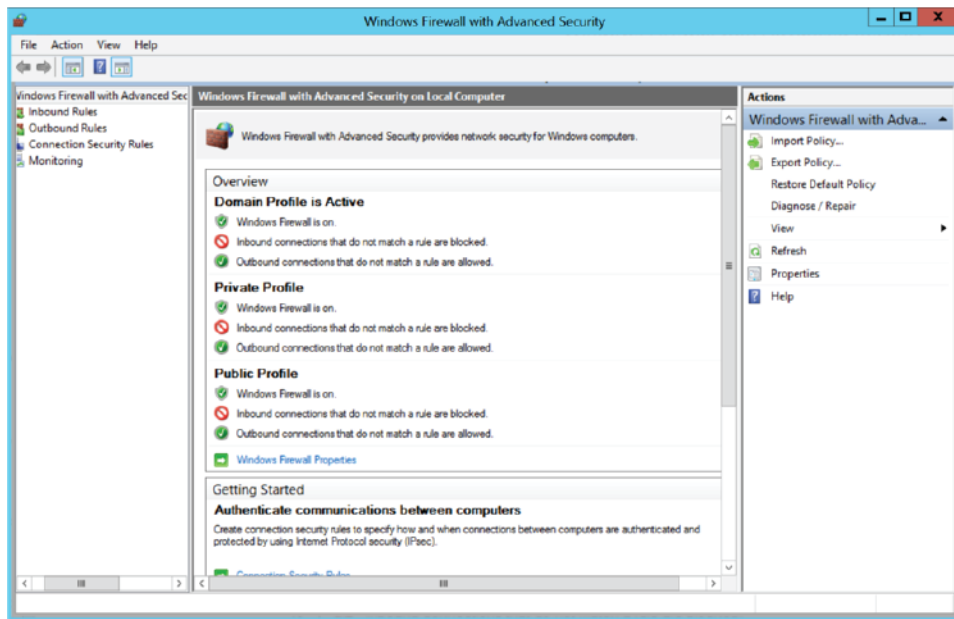 Windows Firewall with Advanced Security
File Action View Help
Windows Firewall with Advanced Sec
Inbound Rules
Outbound Rules
Connection Security Rules
Monitoring
Windows Firewall with Advanced Security on Local Computer
Windows Firewall with Advanced Security provides network security for Windows computers.
Overview
Domain Profile is Active
Windows Firewall is on.
Inbound connections that do not match a rule are blocked.
Outbound connections that do not match a rule are allowed.
Private Profile
Windows Firewall is on.
Inbound connections that do not match a rule are blocked.
Outbound connections that do not match a rule are allowed.
Public Profile
Windows Firewall is on.
Inbound connections that do not match a rule are blocked.
Outbound connections that do not match a rule are allowed.
Windows Firewall Properties
Getting Started
Authenticate communications between computers
Create connection security rules to specify how and when connections between computers are authenticated and
protected by using Internet Protocol security (IPsec).
Connection Security Rules
Actions
Windows Firewall with Adva...
Import Policy...
Export Policy...
Restore Default Policy
Diagnose / Repair
View
Refresh
Properties
Help